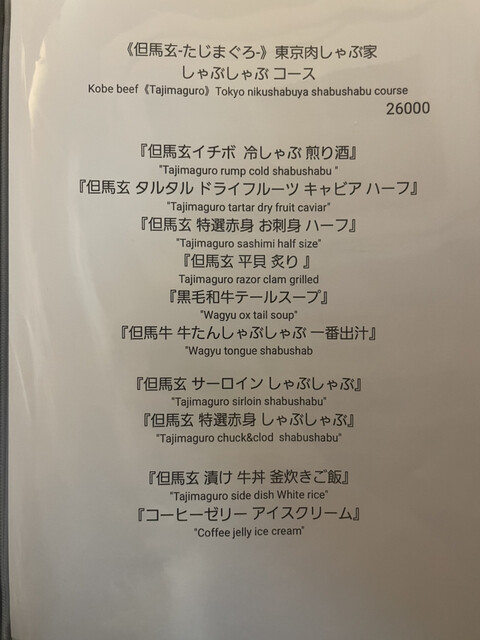 《但馬玄-たじまぐろ-》東京肉しゃぶ家
しゃぶしゃぶ コース
Kobe beef《Tajimaguro》Tokyo nikushabuya shabushabu course
26000
『但馬玄イチボ 冷しゃぶ 煎り酒』
"Tajimaguro rump cold shabushabu "
『但馬玄 タルタル ドライフルーツ キャビア ハーフ』
"Tajimaguro tartar dry fruit caviar"
『但馬玄 特選赤身 お刺身 ハーフ』
"Tajimaguro sashimi half size"
『但馬玄 平貝 炙り 』
Tajimaguro razor clam grilled
『黒毛和牛テールスープ』
"Wagyu ox tail soup"
『但馬牛 牛たんしゃぶしゃぶ 一番出汁』
"Wagyu tongue shabushab
『但馬玄 サーロイン しゃぶしゃぶ』
"Tajimaguro sirloin shabushabu"
『但馬玄 特選赤身 しゃぶしゃぶ』
"Tajimaguro chuck&clod shabushabu"
『但馬玄 漬け 牛丼 釜炊きご飯』
"Tajimaguro side dish White rice"
『コーヒーゼリー アイスクリーム』
"Coffee jelly ice cream"